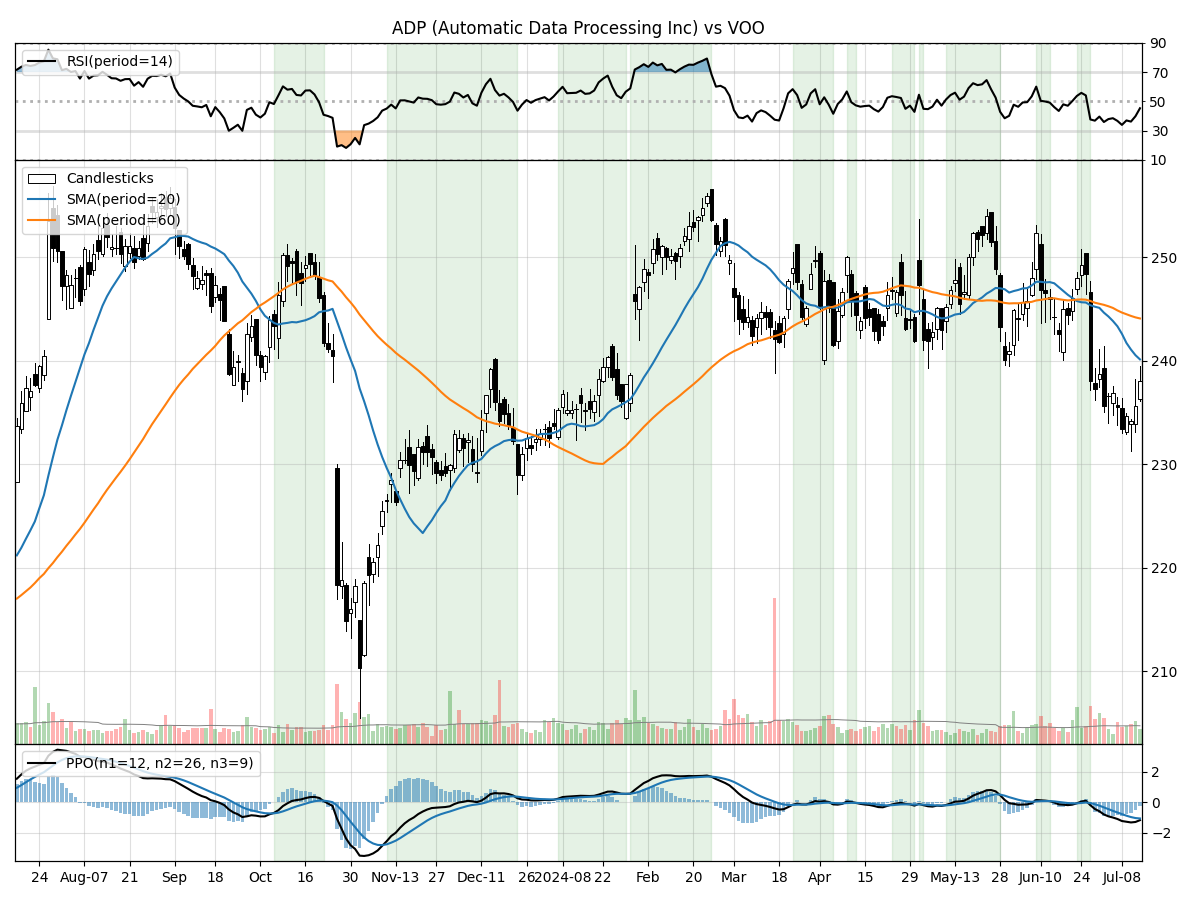 ADP (Automatic Data Processing Inc) vs VOO
RSI(period=14)
90
70
50
30
10
Candlesticks
SMA(period=20)
SMA(period=60)
250
240
230
220
210
PPO(n1=12, n2=26, n3=9)
2
0
−2
24 Aug-07 21 Sep 18 Oct 16 30 Nov-13 27 Dec-11 26 2024-08 22 Feb 20 Mar 18 Apr 15 29 May-13 28 Jun-10 24 Jul-08